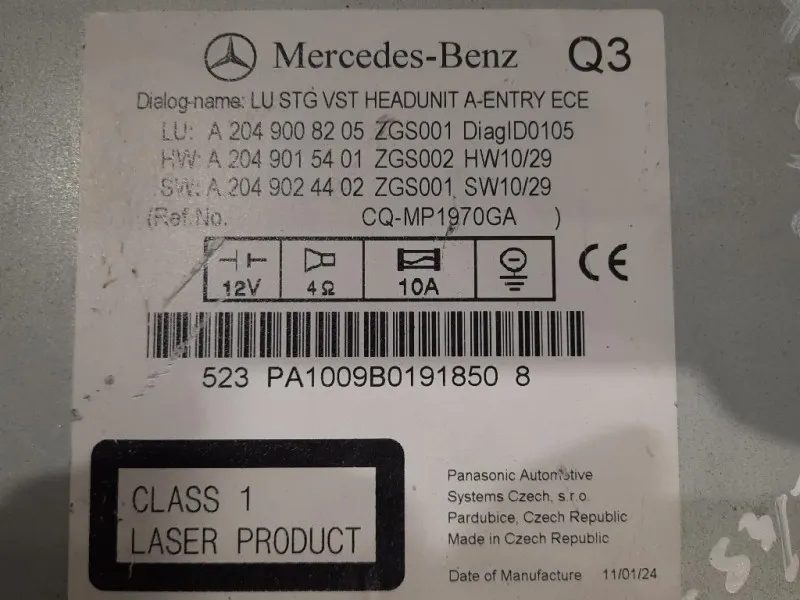 Mercedes-Benz Q3
Dialog-name: LU STG VST HEADUNIT A-ENTRY ECE
LU: A 204 900 82 05 ZGS001 DiagID0105
HW: A 204 901 54 01 ZGS002 HW10/29
SW: A 204 902 44 02 ZGS001 SW10/29
(Ref.No. CQ-MP1970GA )
12V 4Ω 10A
CE
523 PA1009B0191850 8
CLASS 1
LASER PRODUCT
Panasonic Automotive
Systems Czech, s.r.o.
Pardubice, Czech Republic
Made in Czech Republic
Date of Manufacture 11/01/24